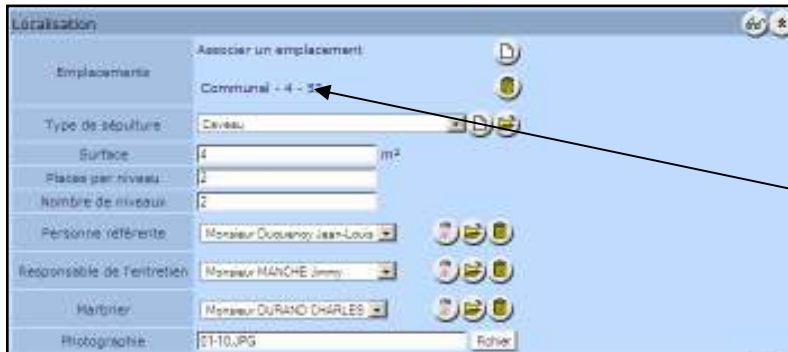 Localisation
Emplacements
Associer un emplacement
Communal - 4 -
Type de sépulture Caveau
Surface 4 m²
Places par niveau 2
Nombre de niveaux 2
Personne référente Monsieur Duquenoy Jean-Louis
Responsable de l'entretien Monsieur MANCHE Jimmy
Marbrier Monsieur DURAND CHARLES
Photographie 01-10.JPG Fichier